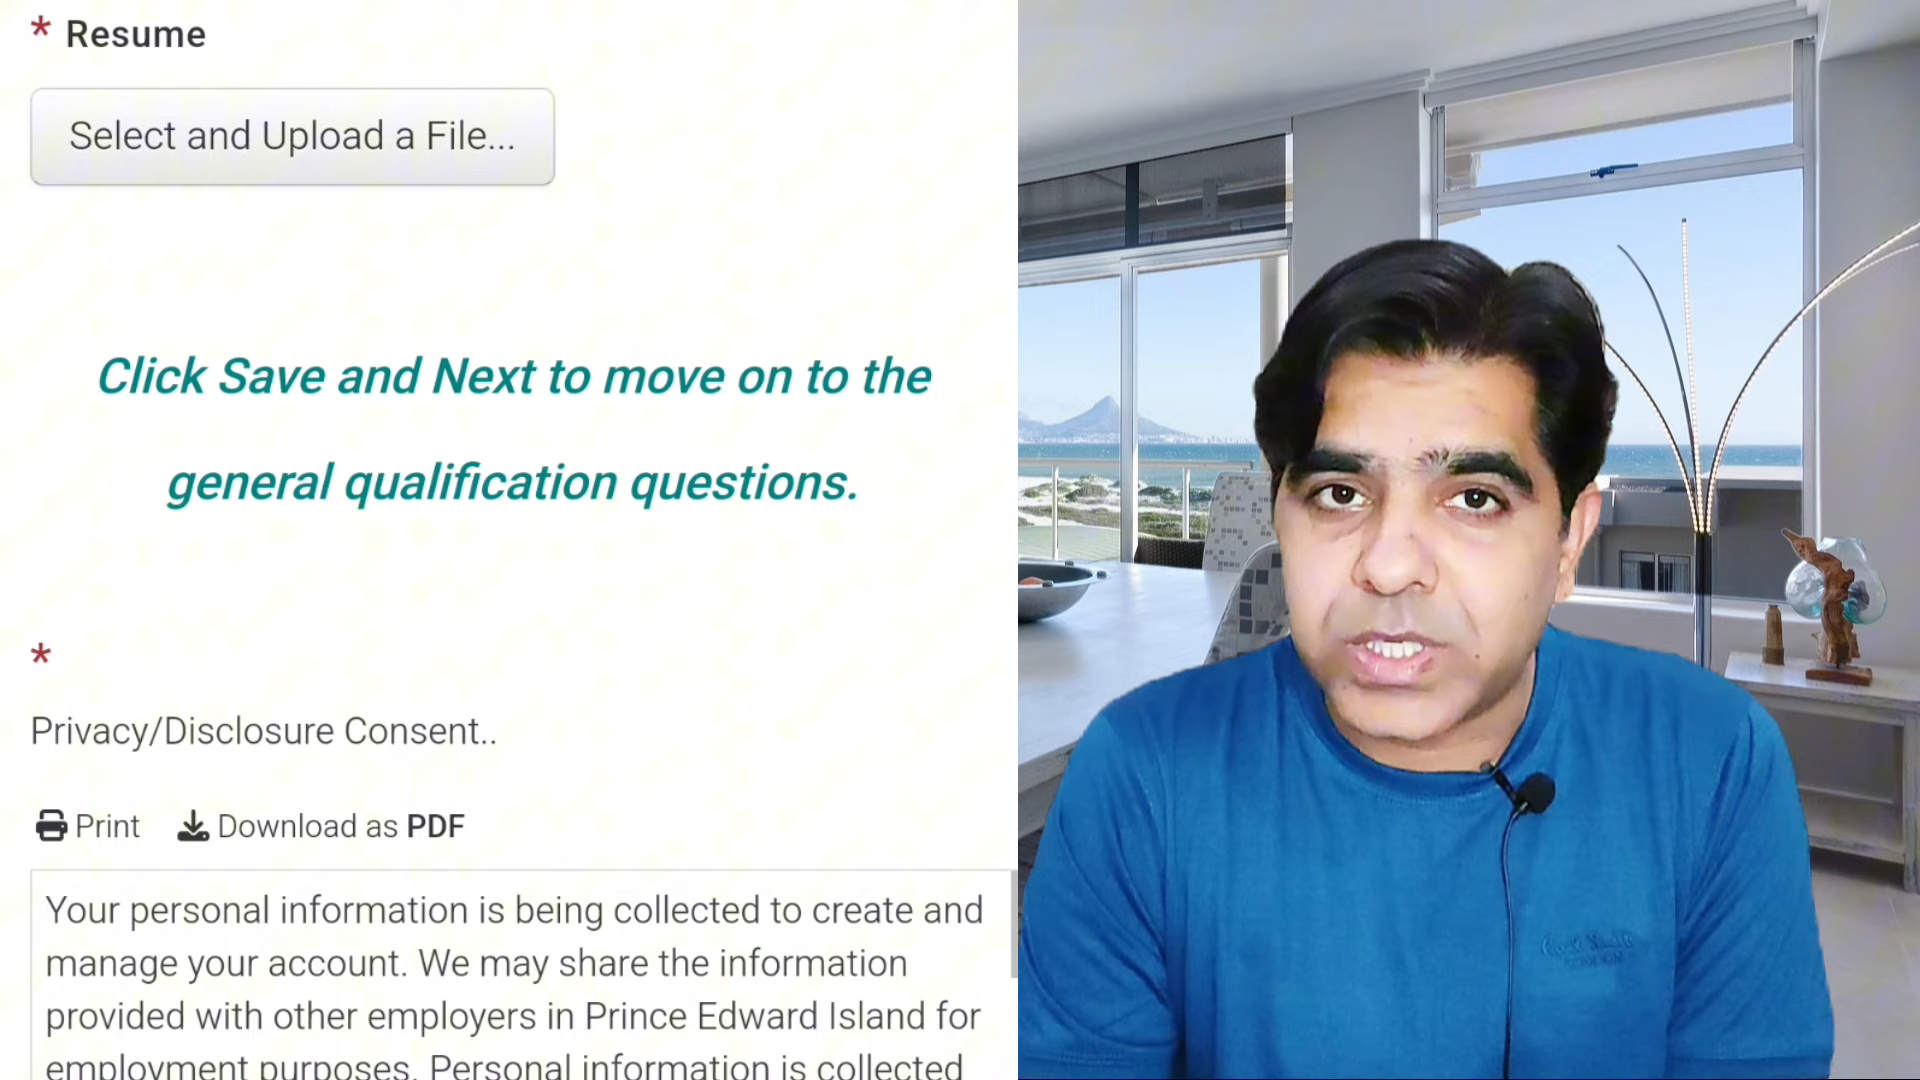 * Resume
Select and Upload a File...
Click Save and Next to move on to the
general qualification questions.
*
Privacy/Disclosure Consent..
Print Download as PDF
Your personal information is being collected to create and
manage your account. We may share the information
provided with other employers in Prince Edward Island for
employment purposes. Personal information is collected